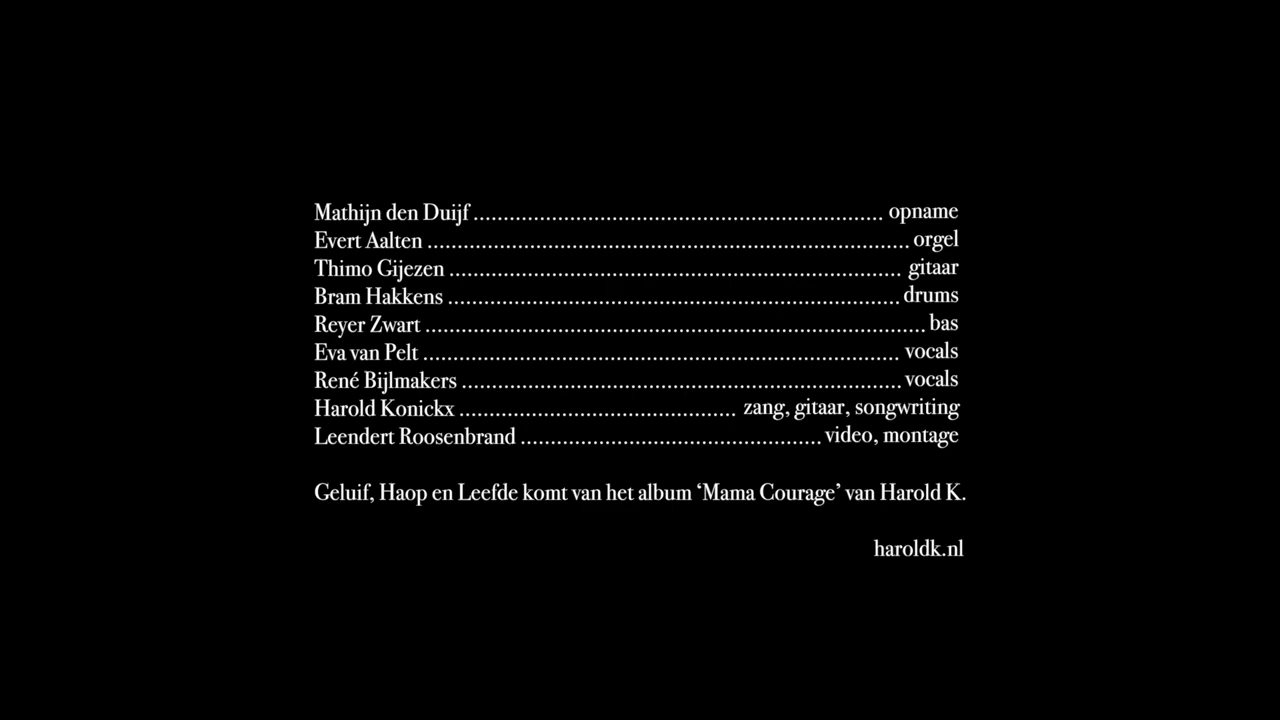 Mathijn den Duijf ..................................................... opname
Evert Aalten .............................................................. orgel
Thimo Gijezen .......................................................... gitaar
Bram Hakkens .......................................................... drums
Reyer Zwart ................................................................ bas
Eva van Pelt ............................................................. vocals
René Bijlmakers ........................................................ vocals
Harold Konickx .................................... zang, gitaar, songwriting
Leendert Roosenbrand ....................................... video, montage
Geluif, Haop en Leefde komt van het album ‘Mama Courage’ van Harold K.
haroldk.nl